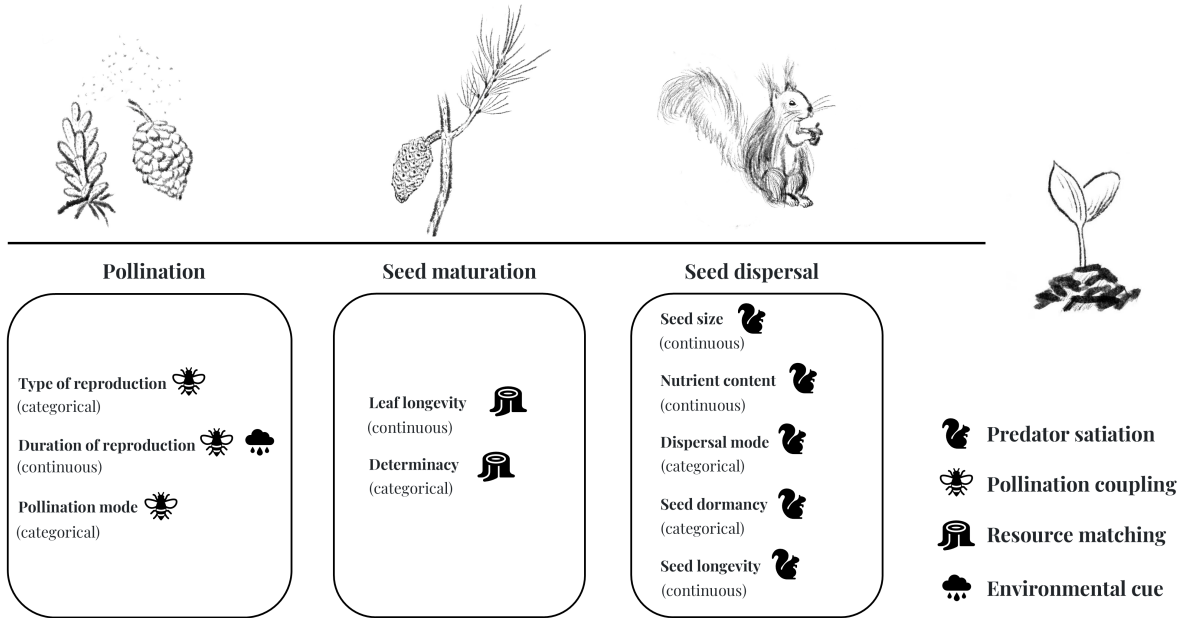 Pollination
Type of reproduction
(categorical)
Duration of reproduction
(continuous)
Pollination mode
(categorical)
Seed maturation
Leaf longevity
(continuous)
Determinacy
(categorical)
Seed dispersal
Seed size
(continuous)
Nutrient content
(continuous)
Dispersal mode
(categorical)
Seed dormancy
(categorical)
Seed longevity
(continuous)
Predator satiation
Pollination coupling
Resource matching
Environmental cue